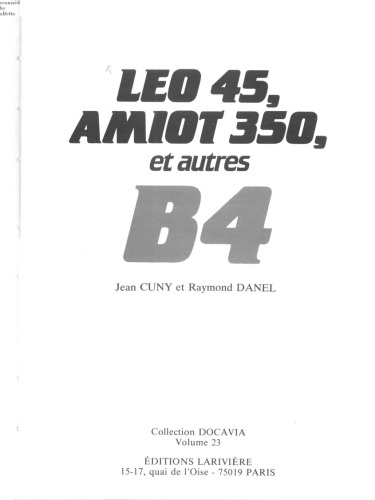 LEO 45,
AMIOT 350,
et autres
B4
Jean CUNY et Raymond DANEL
Collection DOCAVIA
Volume 23
ÉDITIONS LARIVIÈRE
15-17, quai de l'Oise - 75019 PARIS